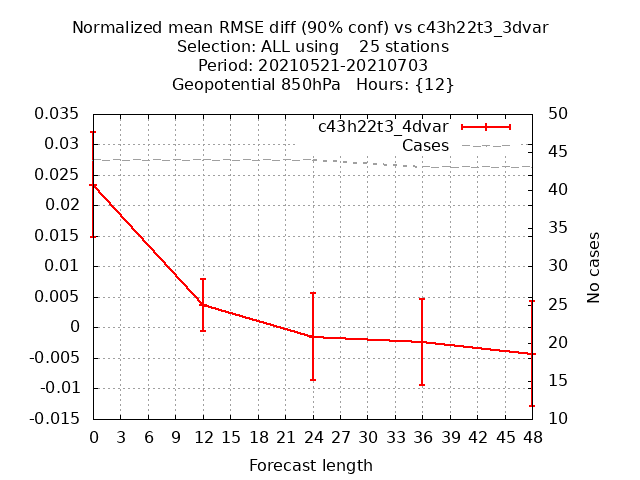 Normalized mean RMSE diff (90% conf) vs c43h22t3_3dvar
Selection: ALL using    25 stations
Period: 20210521-20210703
Geopotential 850hPa   Hours: {12}
c43h22t3_4dvar
Cases
0.035
0.03
0.025
0.02
0.015
0.01
0.005
0
-0.005
-0.01
-0.015
50
45
40
35
30
25
20
15
10
No cases
0 3 6 9 12 15 18 21 24 27 30 33 36 39 42 45 48
Forecast length